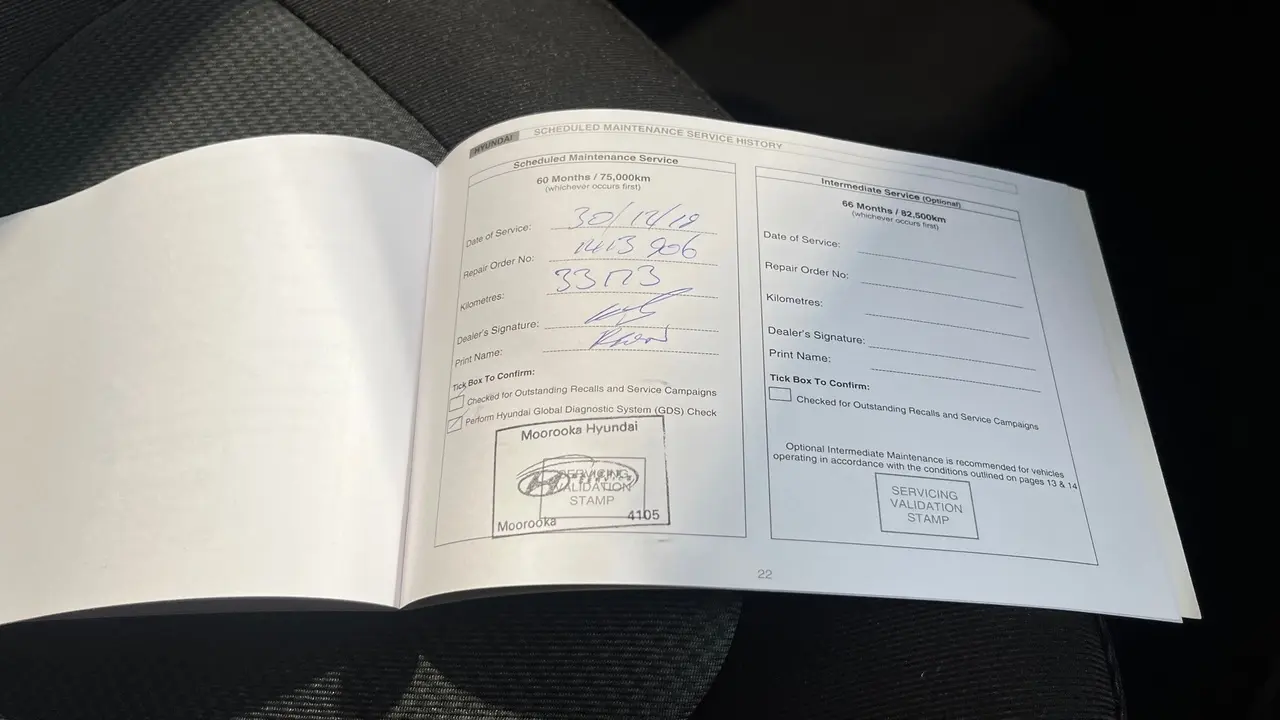 HYUNDAI SCHEDULED MAINTENANCE SERVICE HISTORY
Scheduled Maintenance Service
60 Months / 75,000km
(whichever occurs first)
Date of Service: 30/12/19
Repair Order No: 1413906
Kilometres: 33173
Dealer's Signature:
Print Name:
Tick Box To Confirm:
Checked for Outstanding Recalls and Service Campaigns
Perform Hyundai Global Diagnostic System (GDS) Check
Moorooka Hyundai
SERVICING
VALIDATION
STAMP
Moorooka 4105
Intermediate Service (Optional)
66 Months / 82,500km
(whichever occurs first)
Date of Service:
Repair Order No:
Kilometres:
Dealer's Signature:
Print Name:
Tick Box To Confirm:
Checked for Outstanding Recalls and Service Campaigns
Optional Intermediate Maintenance is recommended for vehicles
operating in accordance with the conditions outlined on pages 13 & 14
SERVICING
VALIDATION
STAMP
22